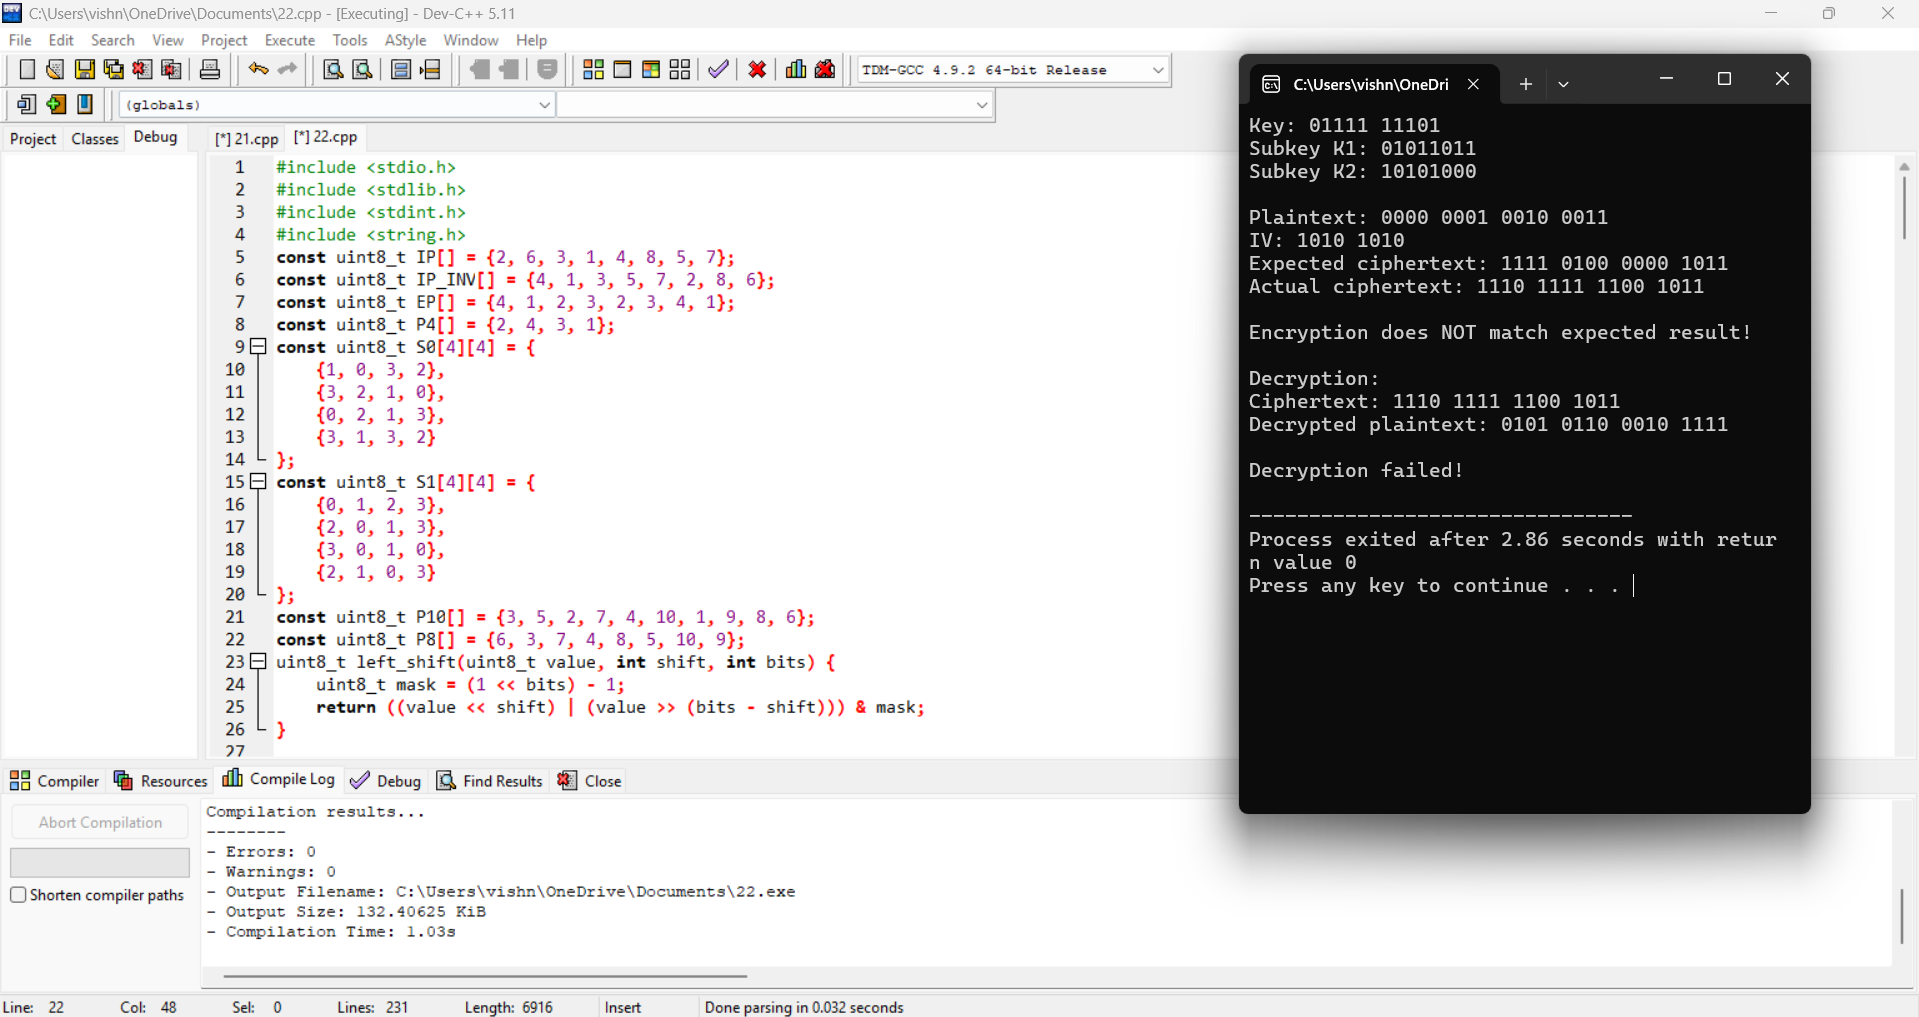 C:\Users\vishn\OneDrive\Documents\22.cpp - [Executing] - Dev-C++ 5.11
File Edit Search View Project Execute Tools AStyle Window Help
TDM-GCC 4.9.2 64-bit Release
(globals)
Project Classes Debug
[*] 21.cpp [*] 22.cpp
1 #include <stdio.h>
2 #include <stdlib.h>
3 #include <stdint.h>
4 #include <string.h>
5 const uint8_t IP[] = {2, 6, 3, 1, 4, 8, 5, 7};
6 const uint8_t IP_INV[] = {4, 1, 3, 5, 7, 2, 8, 6};
7 const uint8_t EP[] = {4, 1, 2, 3, 2, 3, 4, 1};
8 const uint8_t P4[] = {2, 4, 3, 1};
9 const uint8_t S0[4][4] = {
10 {1, 0, 3, 2},
11 {3, 2, 1, 0},
12 {0, 2, 1, 3},
13 {3, 1, 3, 2}
14 };
15 const uint8_t S1[4][4] = {
16 {0, 1, 2, 3},
17 {2, 0, 1, 3},
18 {3, 0, 1, 0},
19 {2, 1, 0, 3}
20 };
21 const uint8_t P10[] = {3, 5, 2, 7, 4, 10, 1, 9, 8, 6};
22 const uint8_t P8[] = {6, 3, 7, 4, 8, 5, 10, 9};
23 uint8_t left_shift(uint8_t value, int shift, int bits) {
24 uint8_t mask = (1 << bits) - 1;
25 return ((value << shift) | (value >> (bits - shift))) & mask;
26 }
27
C:\Users\vishn\OneDri
Key: 01111 11101
Subkey K1: 01011011
Subkey K2: 10101000
Plaintext: 0000 0001 0010 0011
IV: 1010 1010
Expected ciphertext: 1111 0100 0000 1011
Actual ciphertext: 1110 1111 1100 1011
Encryption does NOT match expected result!
Decryption:
Ciphertext: 1110 1111 1100 1011
Decrypted plaintext: 0101 0110 0010 1111
Decryption failed!
--------------------------------
Process exited after 2.86 seconds with retur
n value 0
Press any key to continue . . .
Compiler Resources Compile Log Debug Find Results Close
Abort Compilation
Shorten compiler paths
Compilation results...
--------
- Errors: 0
- Warnings: 0
- Output Filename: C:\Users\vishn\OneDrive\Documents\22.exe
- Output Size: 132.40625 KiB
- Compilation Time: 1.03s
Line: 22 Col: 48 Sel: 0 Lines: 231 Length: 6916 Insert Done parsing in 0.032 seconds